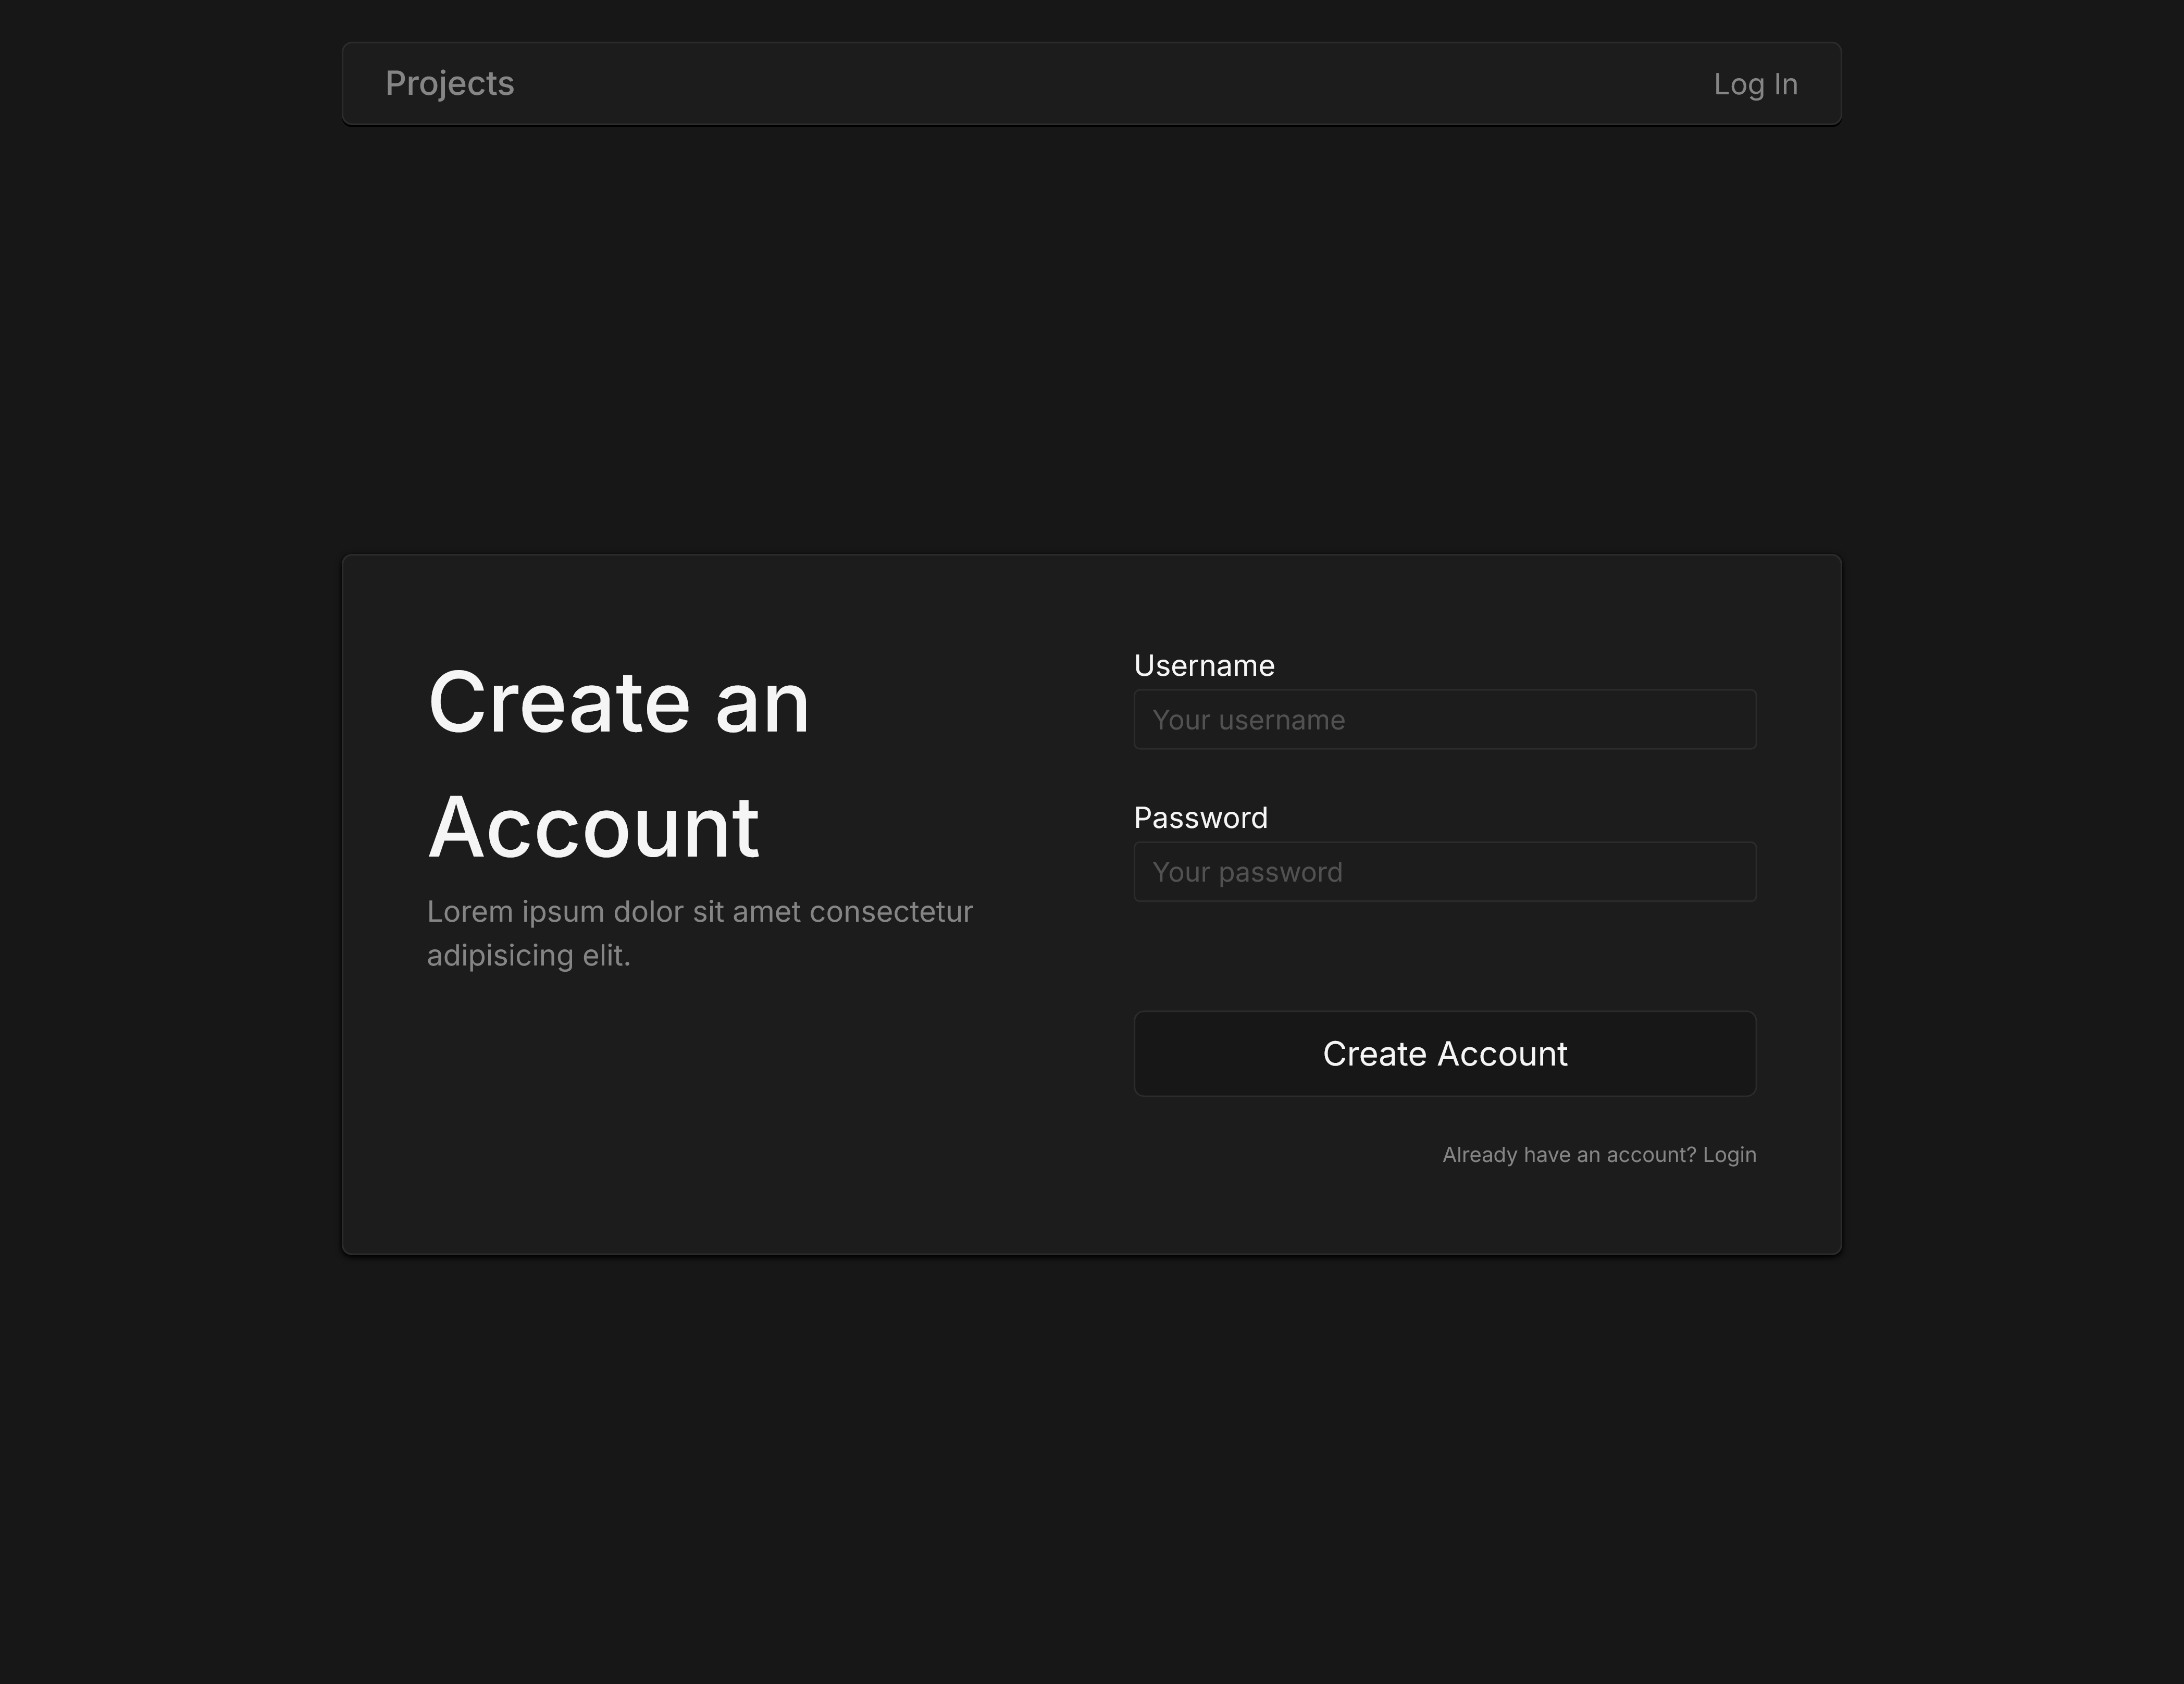 Projects
Log In
Create an
Account
Lorem ipsum dolor sit amet consectetur
adipisicing elit.
Username
Your username
Password
Your password
Create Account
Already have an account? Login